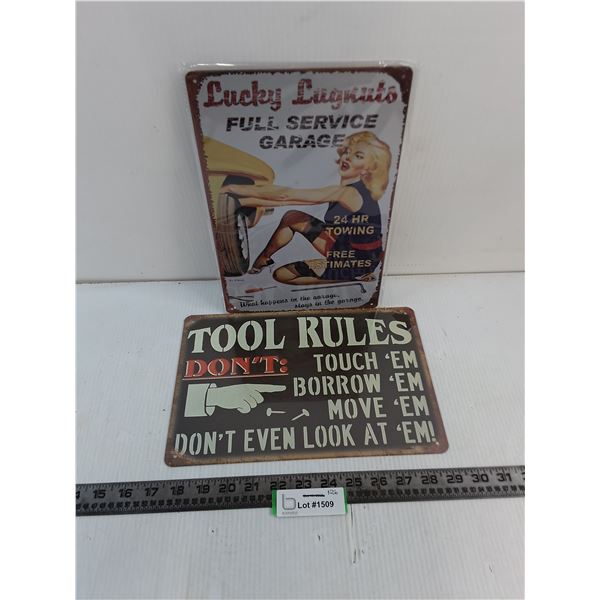 Lucky Lugnuts
FULL SERVICE
GARAGE
24 HR
TOWING
FREE
ESTIMATES
What happens in the garage,
stays in the garage.
TOOL RULES
DON'T: TOUCH 'EM
BORROW 'EM
MOVE 'EM
DON'T EVEN LOOK AT 'EM!
15 16 17 18 19 20 21 22 23 24 25 26 27 28 29 30 31
b
Lot #1509